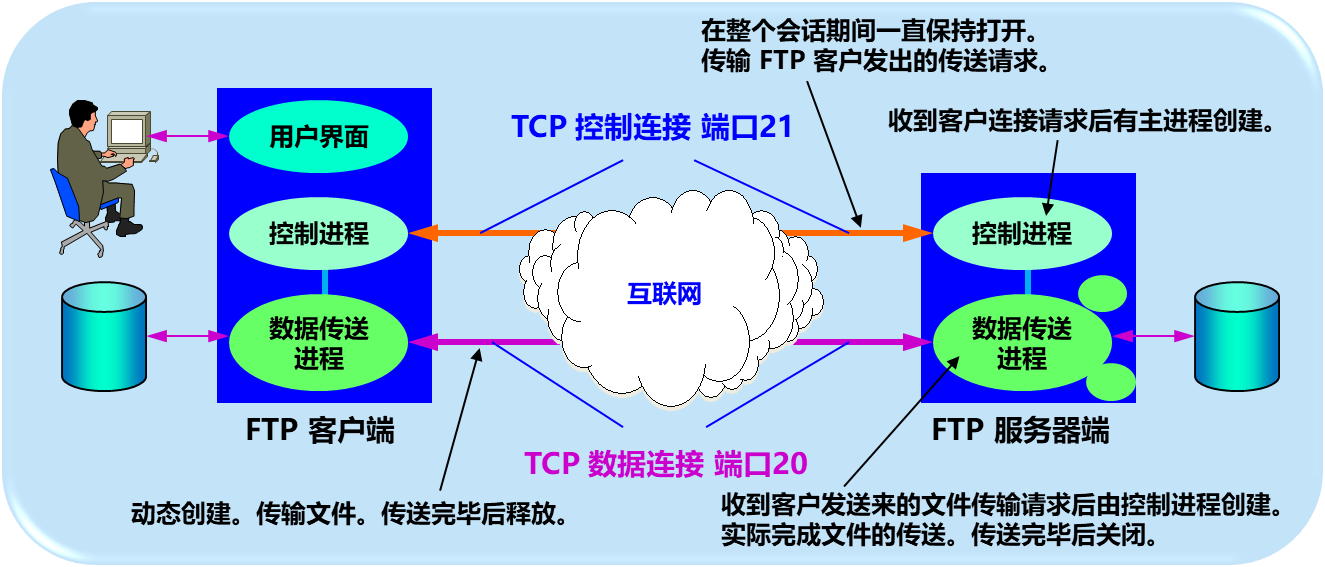 在整个会话期间一直保持打开。
传输 FTP 客户发出的传送请求。
TCP 控制连接 端口21
收到客户连接请求后有主进程创建。
用户界面
控制进程
控制进程
互联网
数据传送
进程
数据传送
进程
FTP 客户端
FTP 服务器端
TCP 数据连接 端口20
动态创建。传输文件。传送完毕后释放。
收到客户发送来的文件传输请求后由控制进程创建。
实际完成文件的传送。传送完毕后关闭。